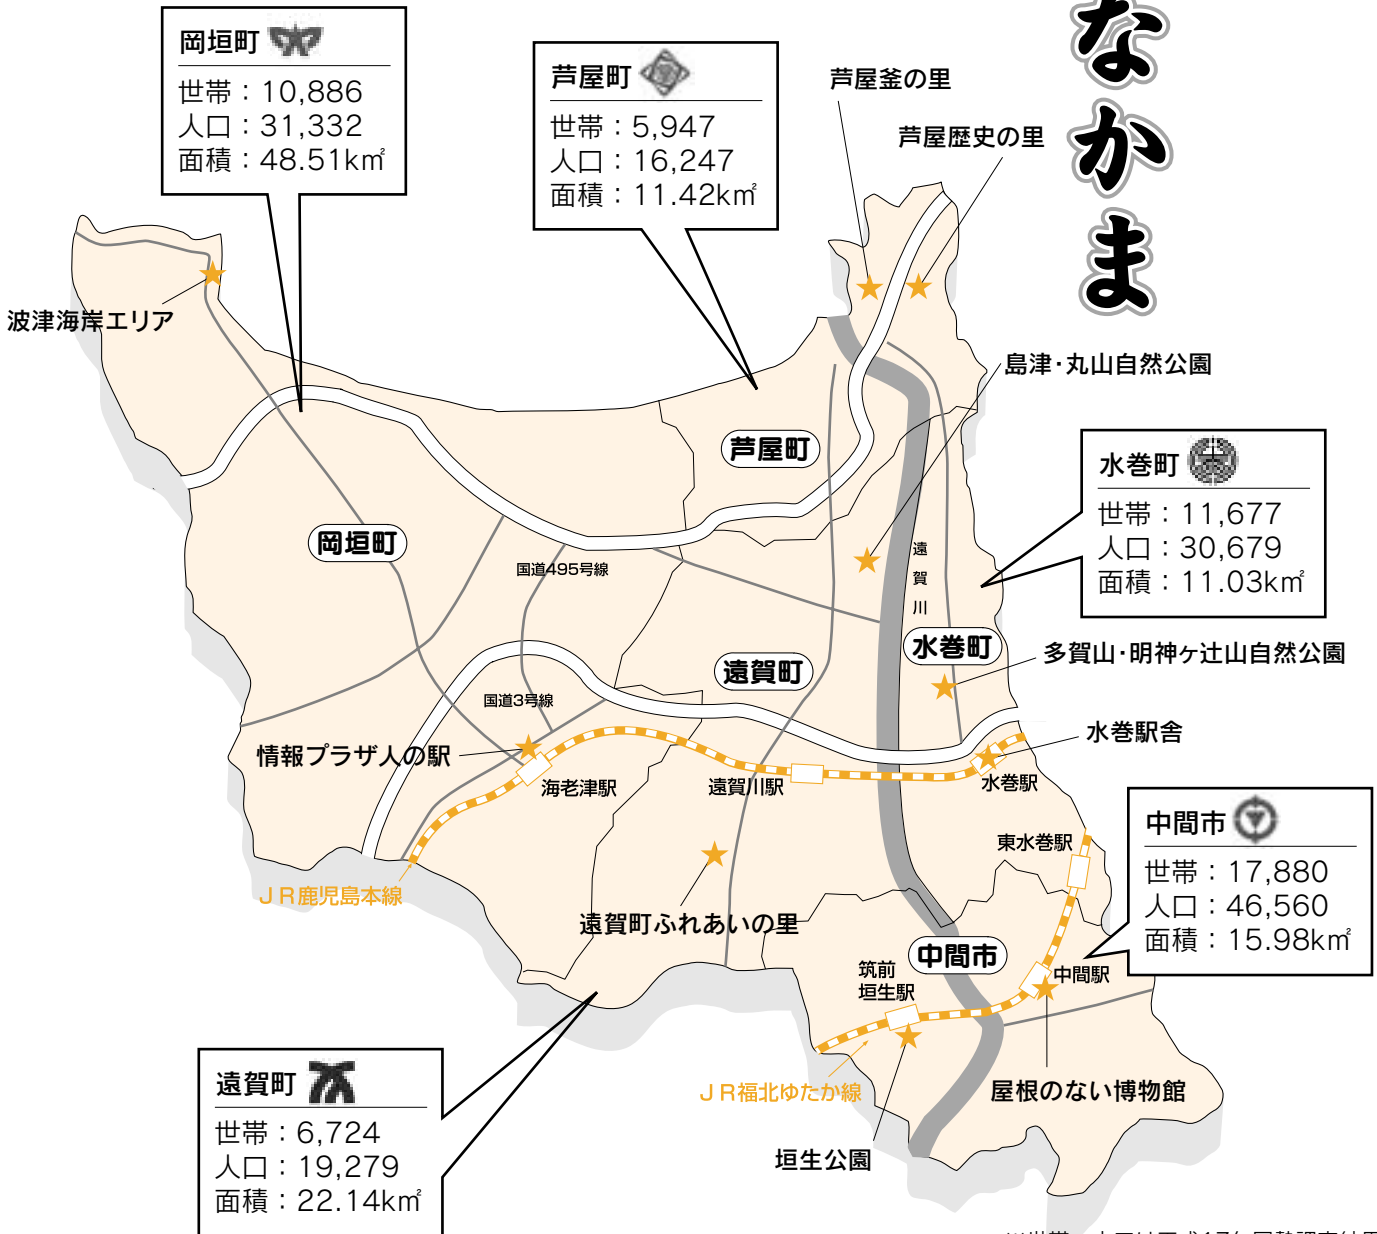 なかま
岡垣町
世帯：10,886
人口：31,332
面積：48.51k㎡
芦屋町
世帯：5,947
人口：16,247
面積：11.42k㎡
芦屋釜の里
芦屋歴史の里
波津海岸エリア
島津･丸山自然公園
芦屋町
水巻町
世帯：11,677
人口：30,679
面積：11.03k㎡
岡垣町
国道495号線
遠賀川
水巻町
多賀山･明神ヶ辻山自然公園
遠賀町
国道3号線
水巻駅舎
情報プラザ人の駅
海老津駅
遠賀川駅
水巻駅
東水巻駅
中間市
世帯：17,880
人口：46,560
面積：15.98k㎡
ＪＲ鹿児島本線
遠賀町ふれあいの里
中間市
筑前
垣生駅
中間駅
遠賀町
世帯：6,724
人口：19,279
面積：22.14k㎡
ＪＲ福北ゆたか線
屋根のない博物館
垣生公園